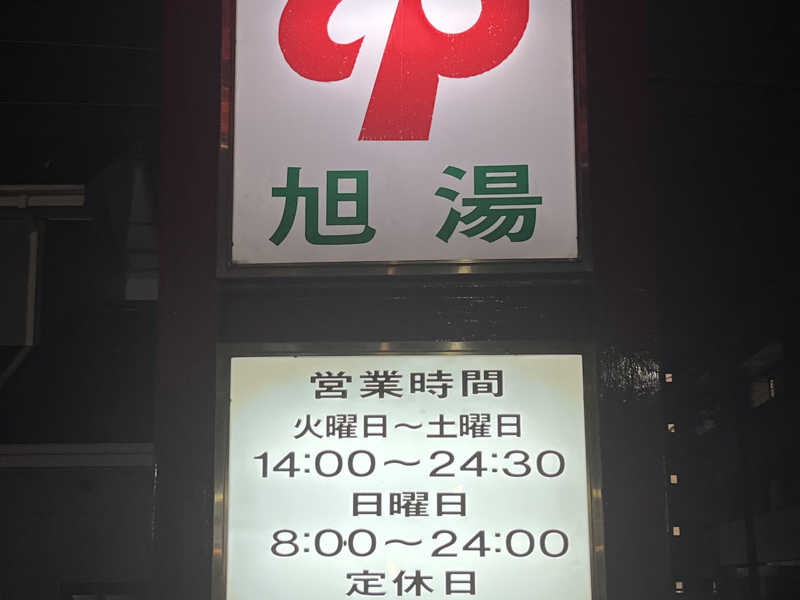 旭湯
営業時間
火曜日～土曜日
14:00～24:30
日曜日
8:00～24:00
定休日